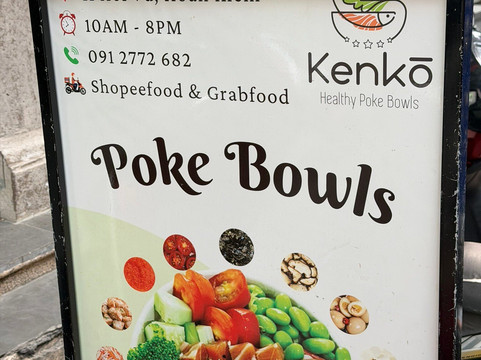 10AM - 8PM
091 2772 682
Shopeefood & Grabfood
Kenkō
Healthy Poke Bowls
Poke Bowls